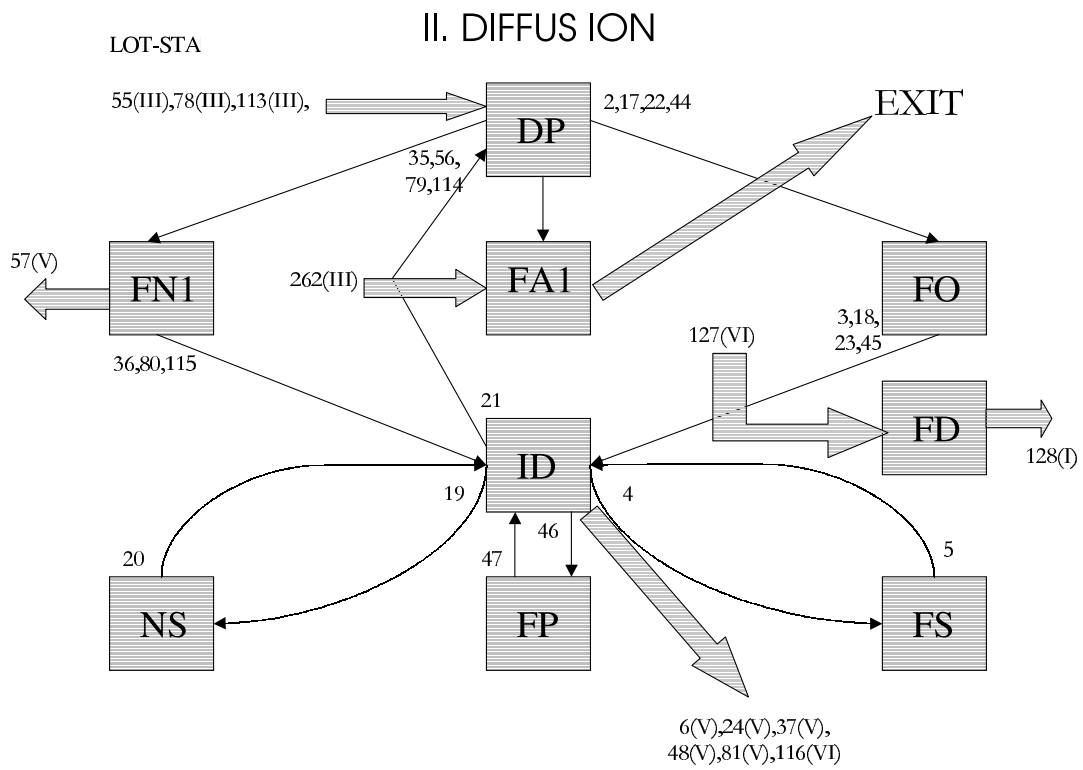 II. DIFFUS ION
LOT-STA
55(III),78(III),113(III),
2,17,22,44
EXIT
DP
35,56,
79,114
57(V)
FN1
262(III)
FA1
FO
3,18,
23,45
127(VI)
36,80,115
21
FD
128(I)
ID
19
4
46
47
20
5
NS
FP
FS
6(V),24(V),37(V),
48(V),81(V),116(VI)